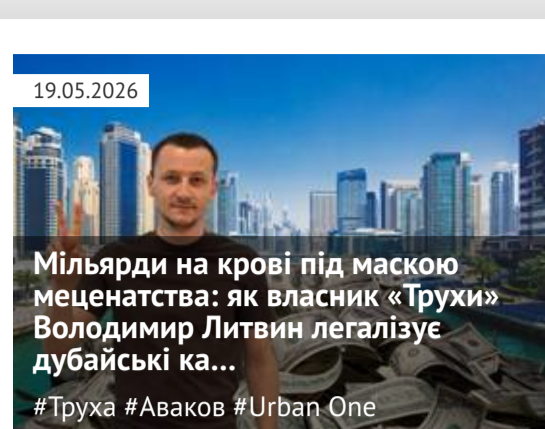 19.05.2026
Мільярди на крові під маскою
меценатства: як власник «Трухи»
Володимир Литвин легалізує
дубайські ка...
#Труха #Аваков #Urban One